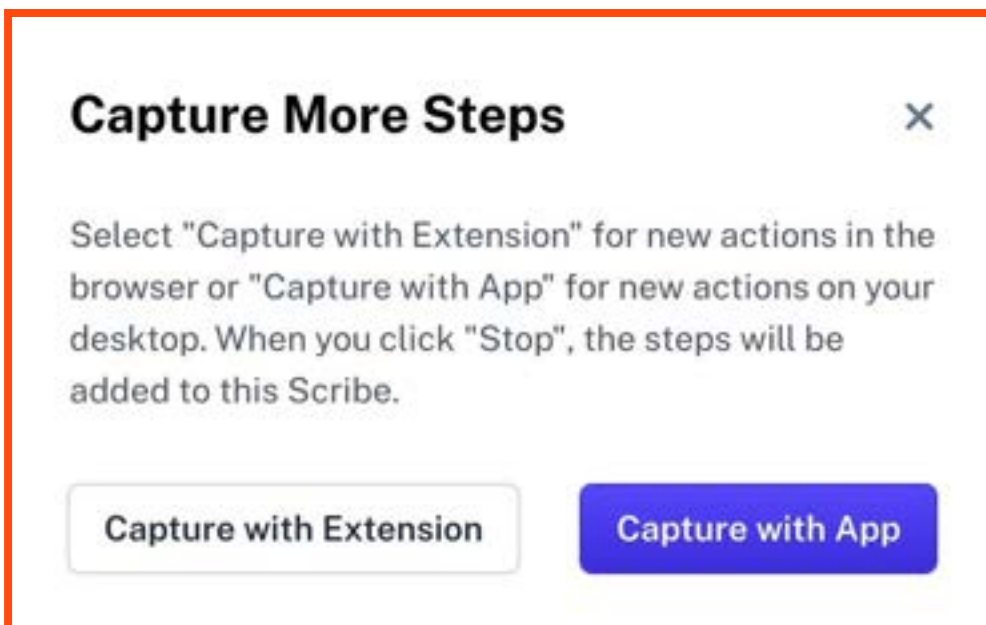 Capture More Steps
Select "Capture with Extension" for new actions in the
browser or "Capture with App" for new actions on your
desktop. When you click "Stop", the steps will be
added to this Scribe.
Capture with Extension
Capture with App